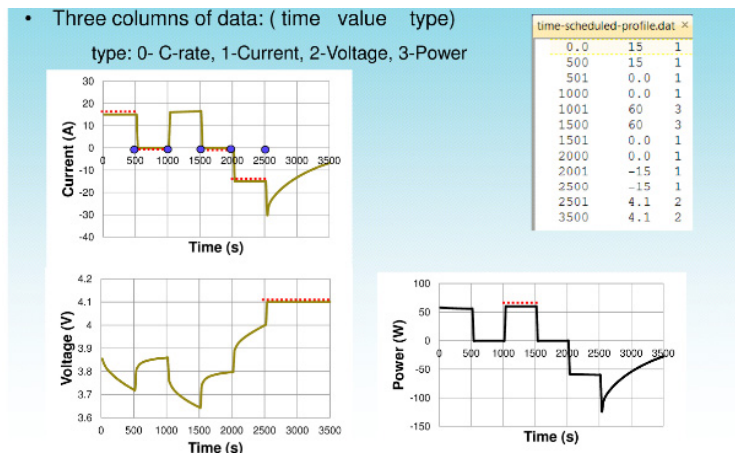 • Three columns of data: ( time value type)
type: 0- C-rate, 1-Current, 2-Voltage, 3-Power
time-scheduled-profile.dat ×
0.0 15 1
500 15 1
501 0.0 1
1000 0.0 1
1001 60 3
1500 60 3
1501 0.0 1
2000 0.0 1
2001 -15 1
2500 -15 1
2501 4.1 2
3500 4.1 2
Current (A)
30
20
10
0
-10
-20
-30
-40
0 500 1000 1500 2000 2500 3000 3500
Time (s)
Voltage (V)
4.2
4.1
4
3.9
3.8
3.7
3.6
0 500 1000 1500 2000 2500 3000 3500
Time (s)
Power (W)
100
50
0
-50
-100
-150
0 500 1000 1500 2000 2500 3000 3500
Time (s)